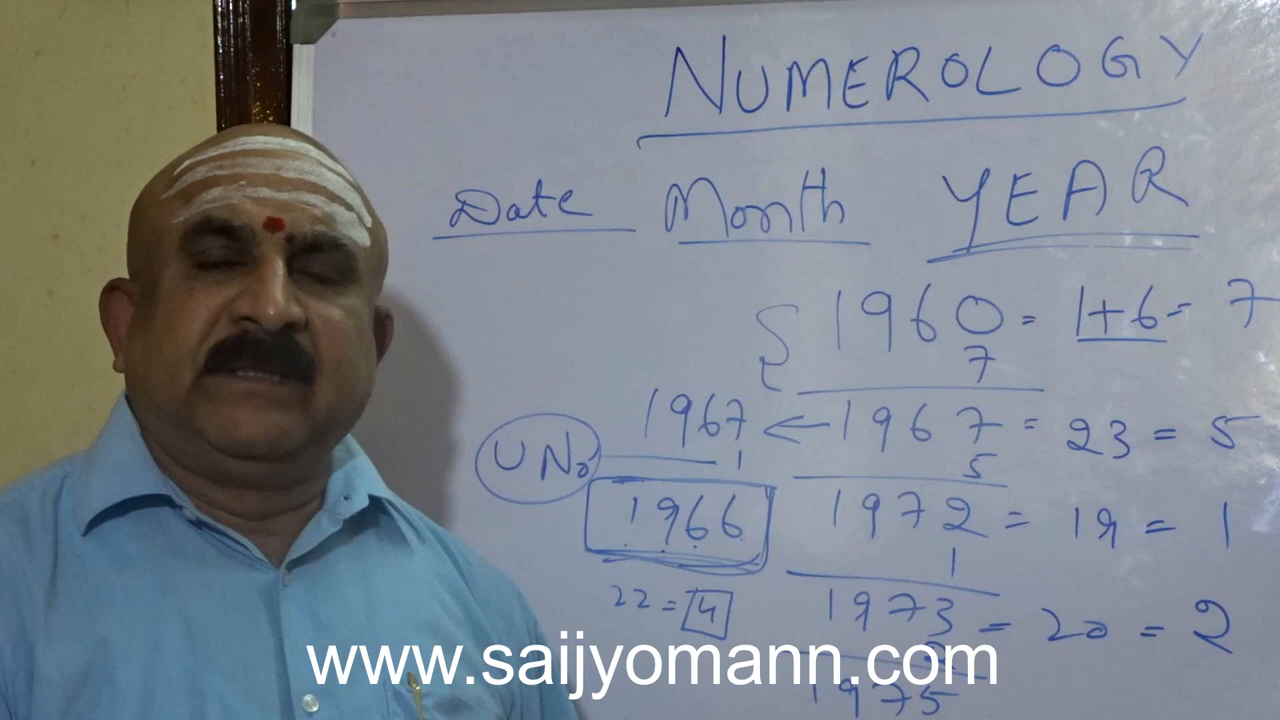 NUMEROLOGY
Date Month YEAR
1960 = 1+6 = 7
7
1967 ← 1967 = 23 = 5
UNo 1 5
1966 1972 = 19 = 1
1
22 = 4 1973 = 20 = 2
www.saijyomann.com
1975